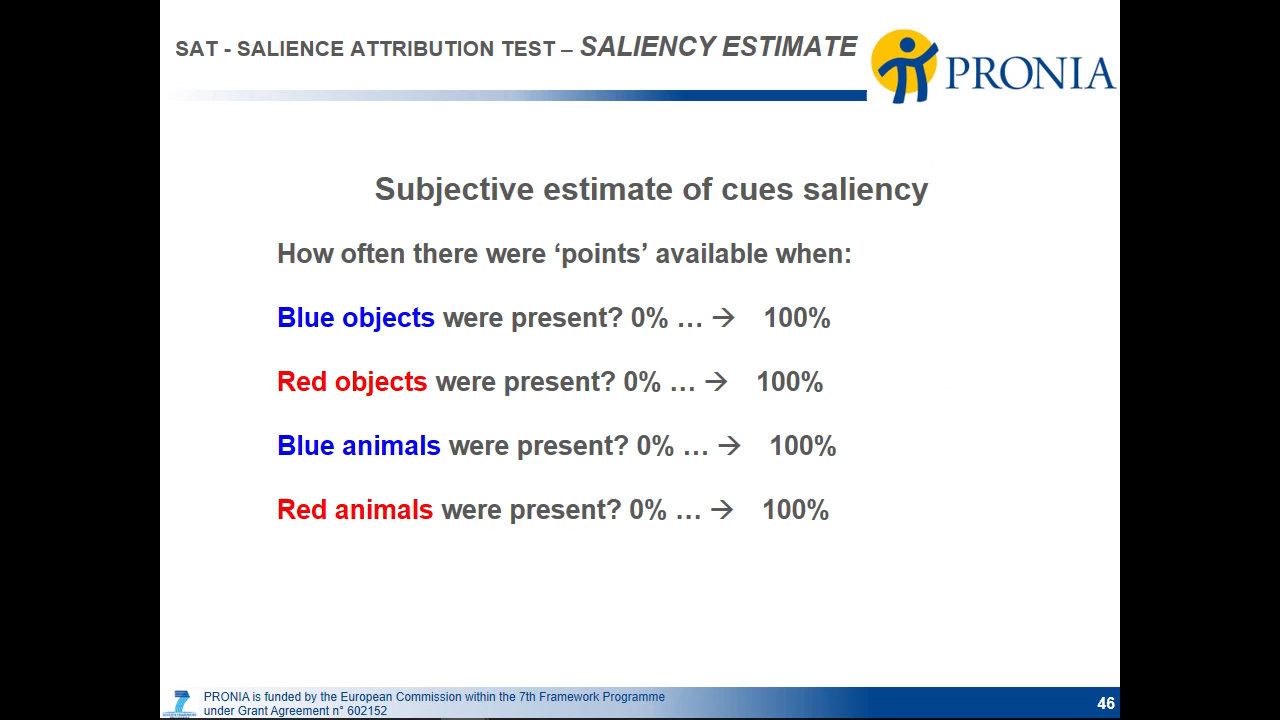 SAT - SALIENCE ATTRIBUTION TEST – SALIENCY ESTIMATE
PRONIA
Subjective estimate of cues saliency
How often there were ‘points’ available when:
Blue objects were present? 0% … → 100%
Red objects were present? 0% … → 100%
Blue animals were present? 0% … → 100%
Red animals were present? 0% … → 100%
PRONIA is funded by the European Commission within the 7th Framework Programme
under Grant Agreement n° 602152
46